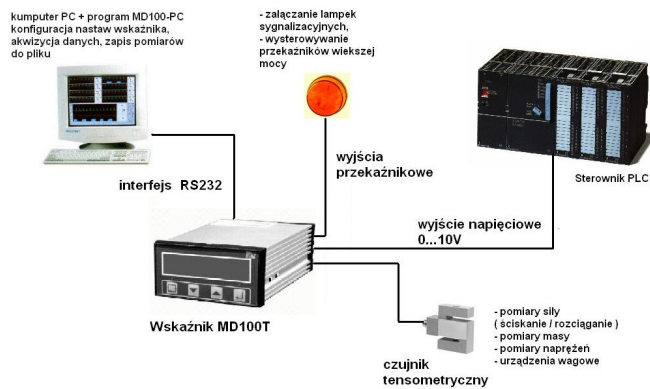 kumputer PC + program MD100-PC
konfiguracja nastaw wskaźnika,
akwizycja danych, zapis pomiarów
do pliku
- załączanie lampek
sygnalizacyjnych,
- wysterowywanie
przekaźników wiekszej
mocy
Sterownik PLC
wyjścia
przekaźnikowe
interfejs RS232
wyjście napięciowe
0...10V
Wskaźnik MD100T
czujnik
tensometryczny
- pomiary siły
( ściskanie / rozciąganie )
- pomiary masy
- pomiary naprężeń
- urządzenia wagowe